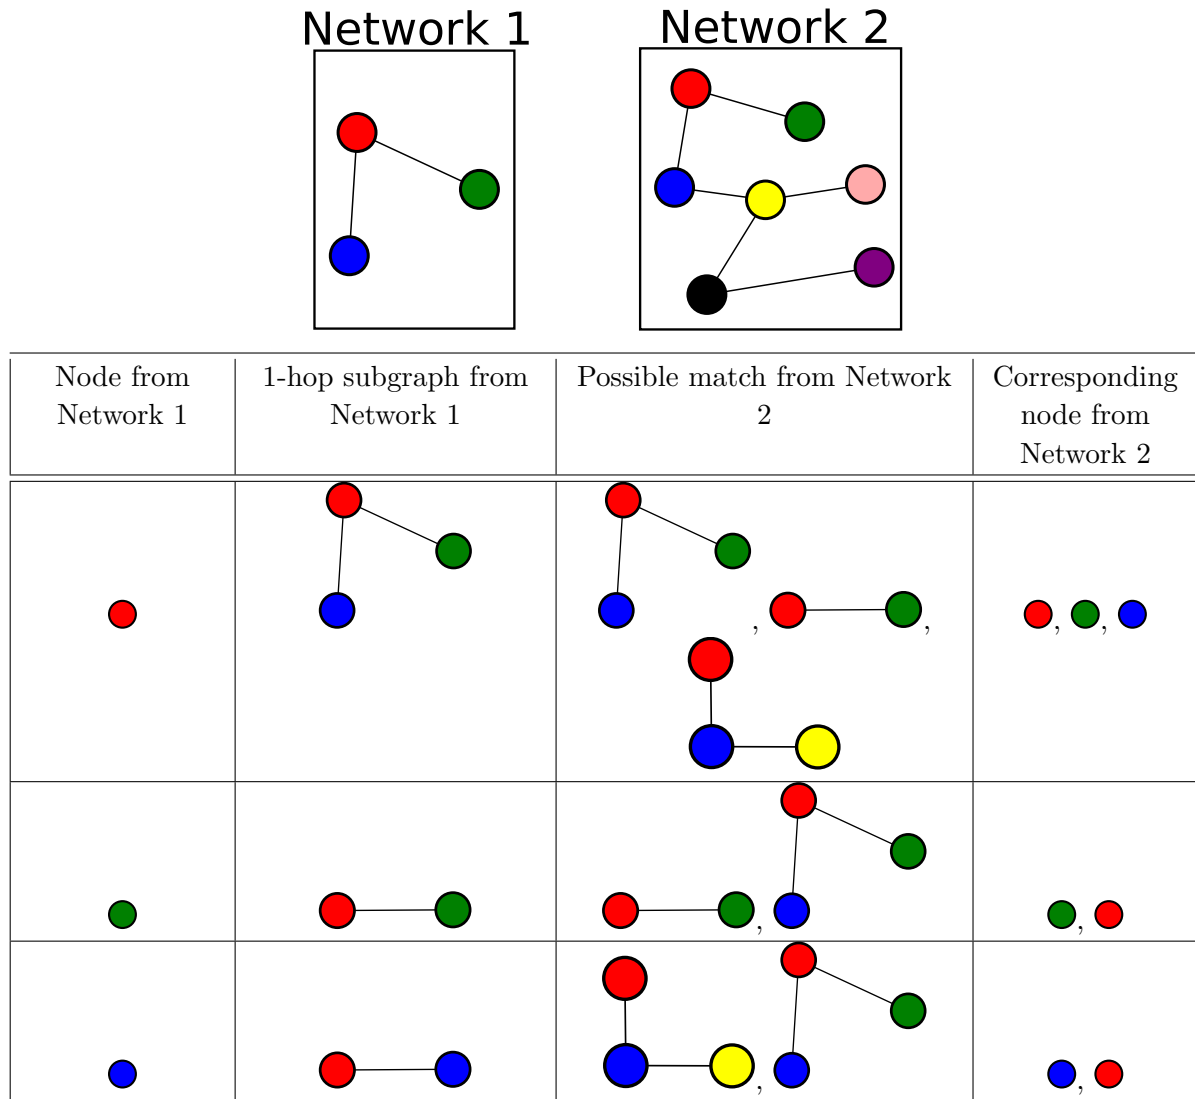 Network 1
Network 2
Node from
Network 1
1-hop subgraph from
Network 1
Possible match from Network
2
Corresponding
node from
Network 2
, ,
, ,
,
,
,
,